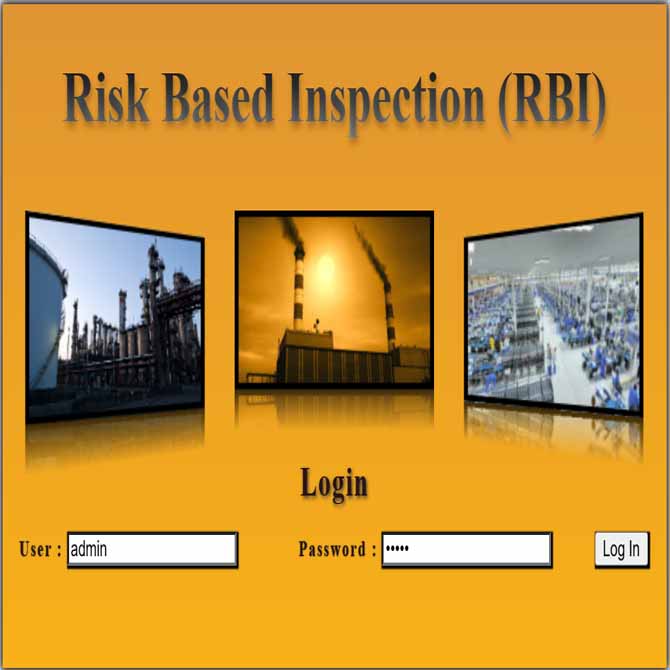 Risk Based Inspection (RBI)
Login
User : admin Password : ••••• Log In